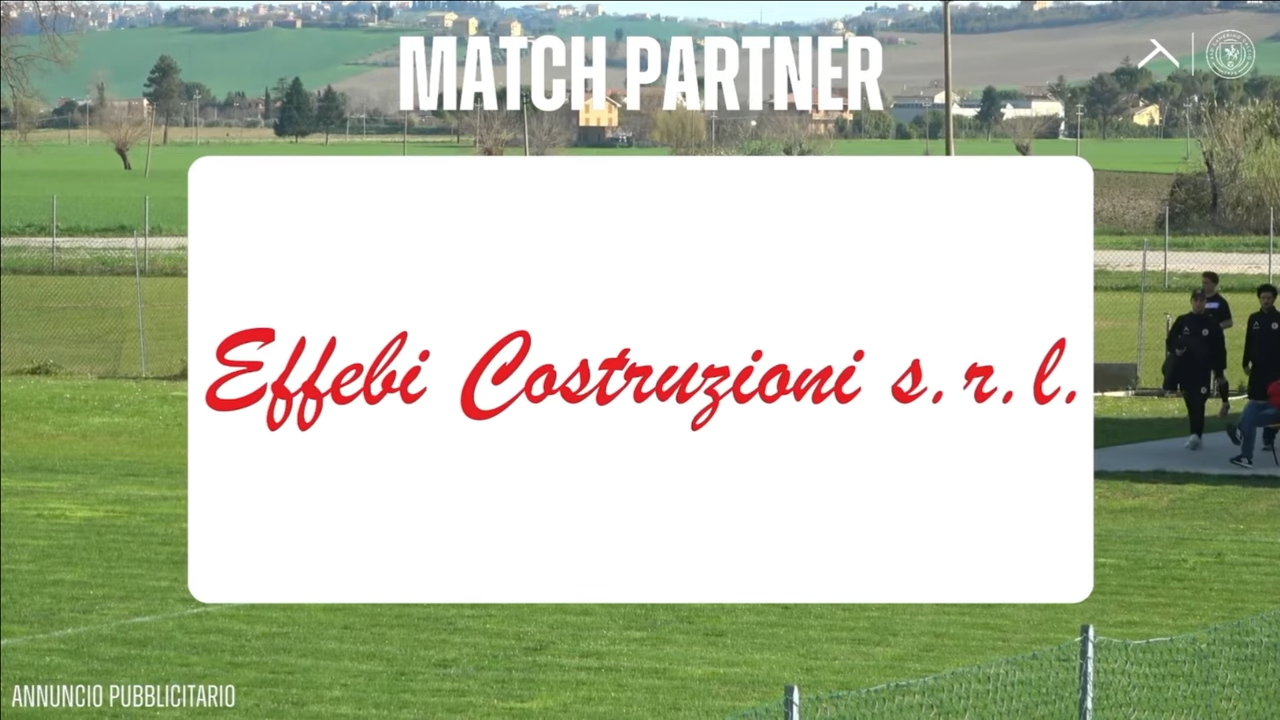 MATCH PARTNER
Effebi Costruzioni s.r.l.
ANNUNCIO PUBBLICITARIO